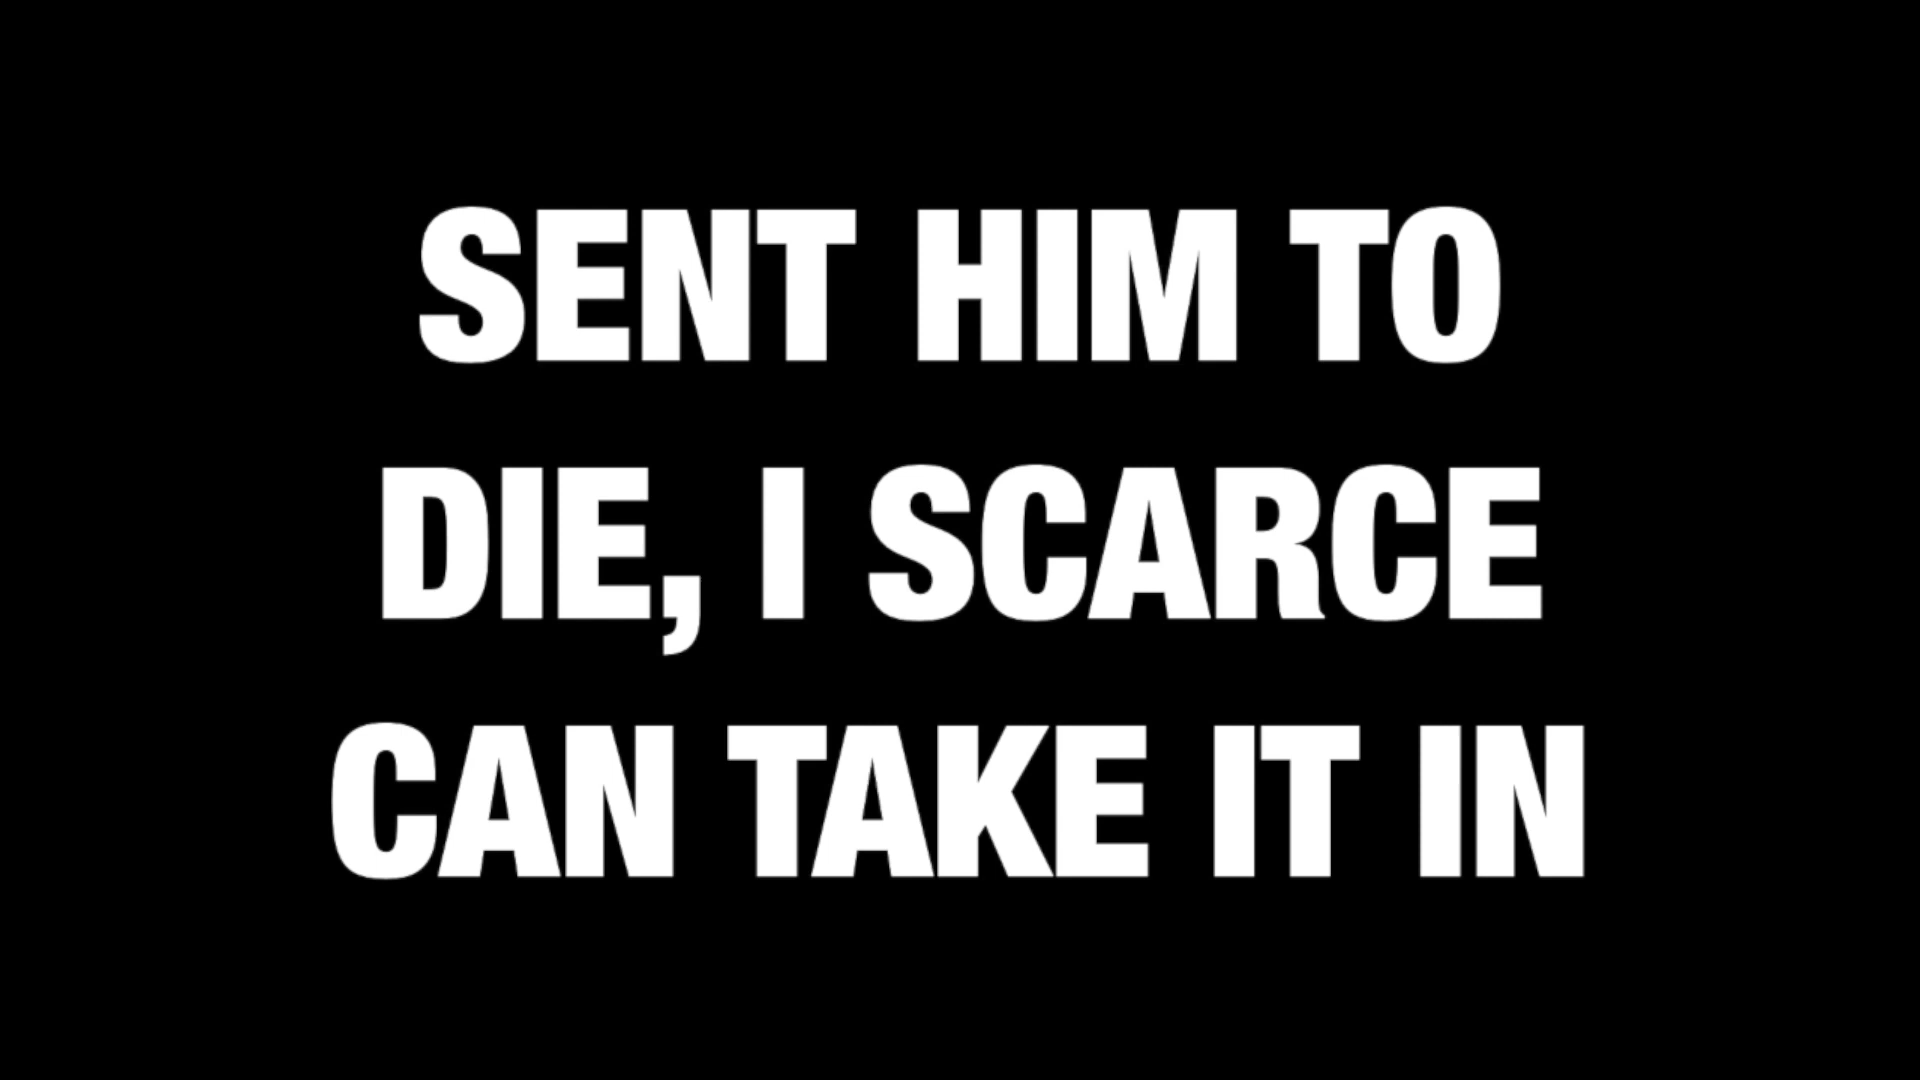 SENT HIM TO
DIE, I SCARCE
CAN TAKE IT IN